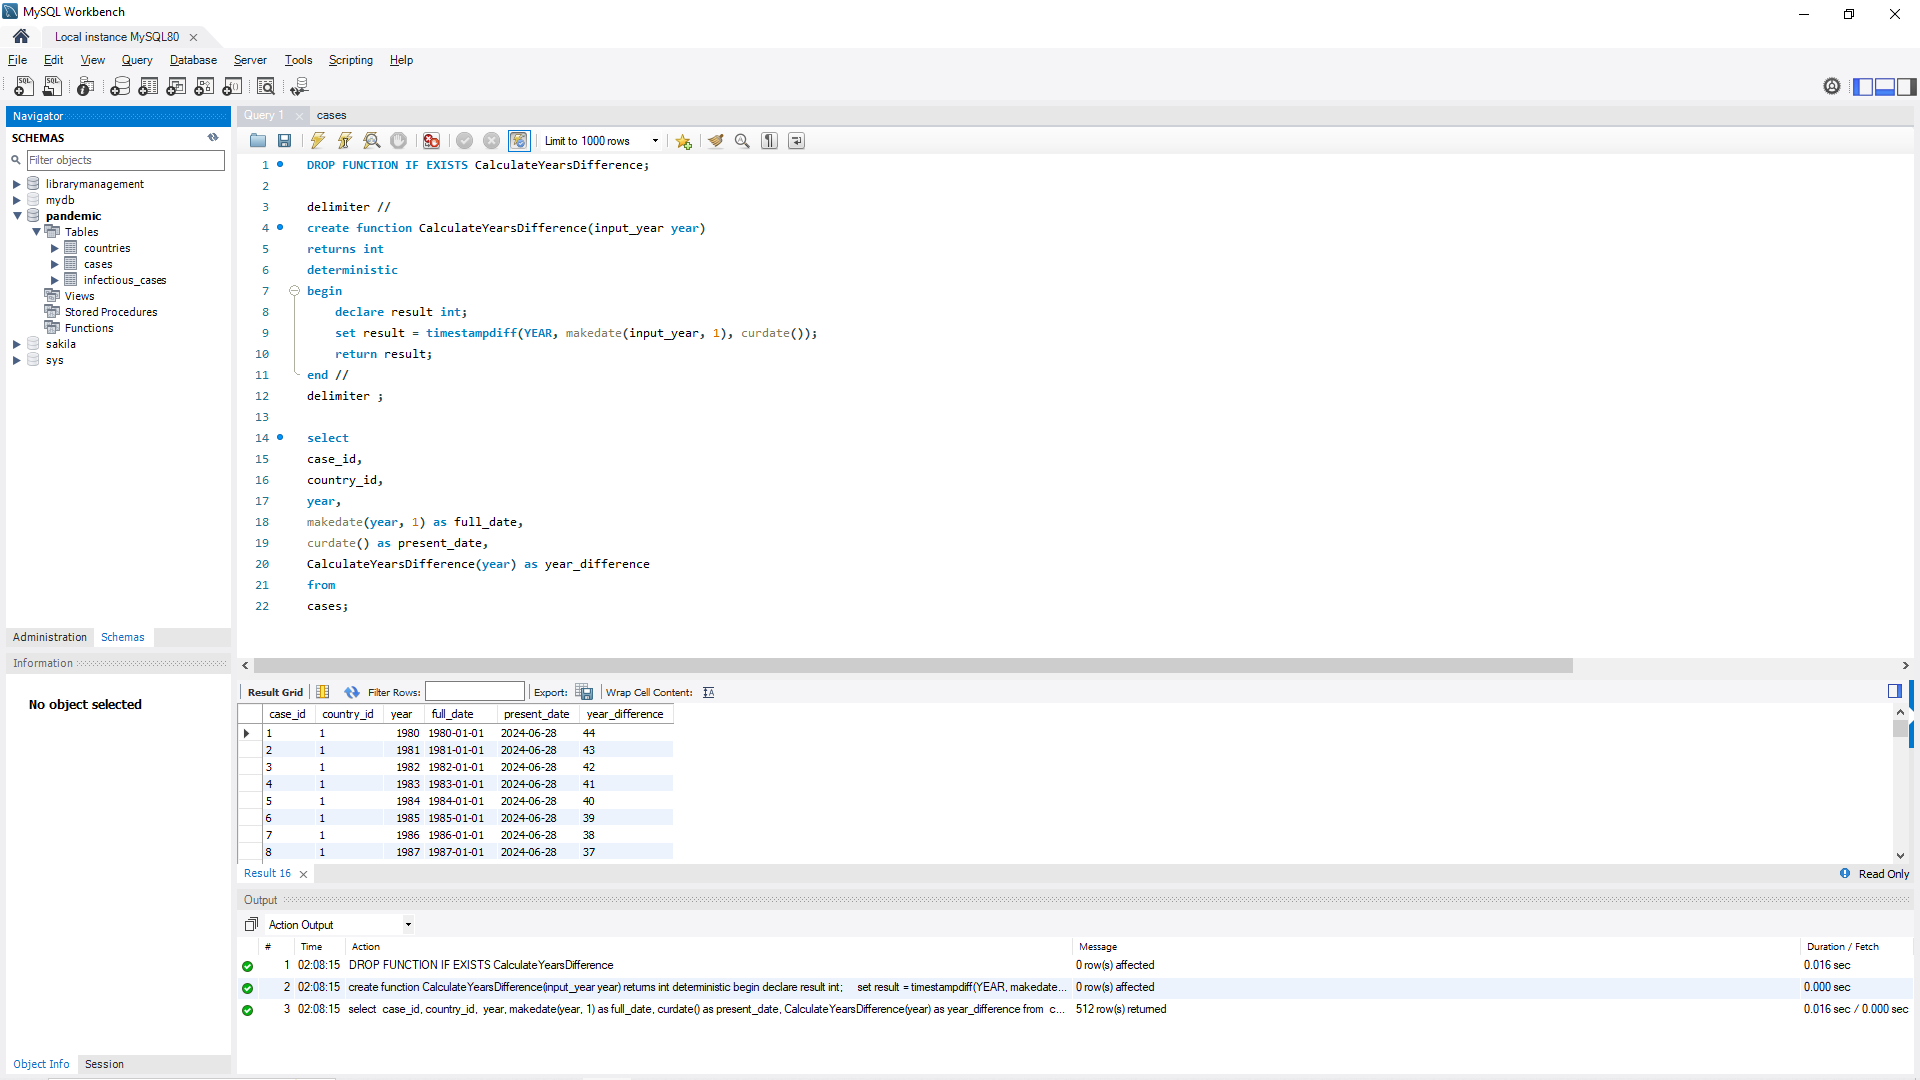 MySQL Workbench
Local instance MySQL80
File Edit View Query Database Server Tools Scripting Help
Navigator
SCHEMAS
Filter objects
librarymanagement
mydb
pandemic
Tables
countries
cases
infectious_cases
Views
Stored Procedures
Functions
sakila
sys
Administration Schemas
Information
No object selected
Object Info Session
Query 1 cases
Limit to 1000 rows
1 DROP FUNCTION IF EXISTS CalculateYearsDifference;
2
3 delimiter //
4 create function CalculateYearsDifference(input_year year)
5 returns int
6 deterministic
7 begin
8 declare result int;
9 set result = timestampdiff(YEAR, makedate(input_year, 1), curdate());
10 return result;
11 end //
12 delimiter ;
13
14 select
15 case_id,
16 country_id,
17 year,
18 makedate(year, 1) as full_date,
19 curdate() as present_date,
20 CalculateYearsDifference(year) as year_difference
21 from
22 cases;
Result Grid Filter Rows: Export: Wrap Cell Content:
case_id country_id year full_date present_date year_difference
1 1 1980 1980-01-01 2024-06-28 44
2 1 1981 1981-01-01 2024-06-28 43
3 1 1982 1982-01-01 2024-06-28 42
4 1 1983 1983-01-01 2024-06-28 41
5 1 1984 1984-01-01 2024-06-28 40
6 1 1985 1985-01-01 2024-06-28 39
7 1 1986 1986-01-01 2024-06-28 38
8 1 1987 1987-01-01 2024-06-28 37
Result 16 Read Only
Output
Action Output
# Time Action Message Duration / Fetch
1 02:08:15 DROP FUNCTION IF EXISTS CalculateYearsDifference 0 row(s) affected 0.016 sec
2 02:08:15 create function CalculateYearsDifference(input_year year) returns int deterministic begin declare result int; set result = timestampdiff(YEAR, makedate... 0 row(s) affected 0.000 sec
3 02:08:15 select case_id, country_id, year, makedate(year, 1) as full_date, curdate() as present_date, CalculateYearsDifference(year) as year_difference from c... 512 row(s) returned 0.016 sec / 0.000 sec